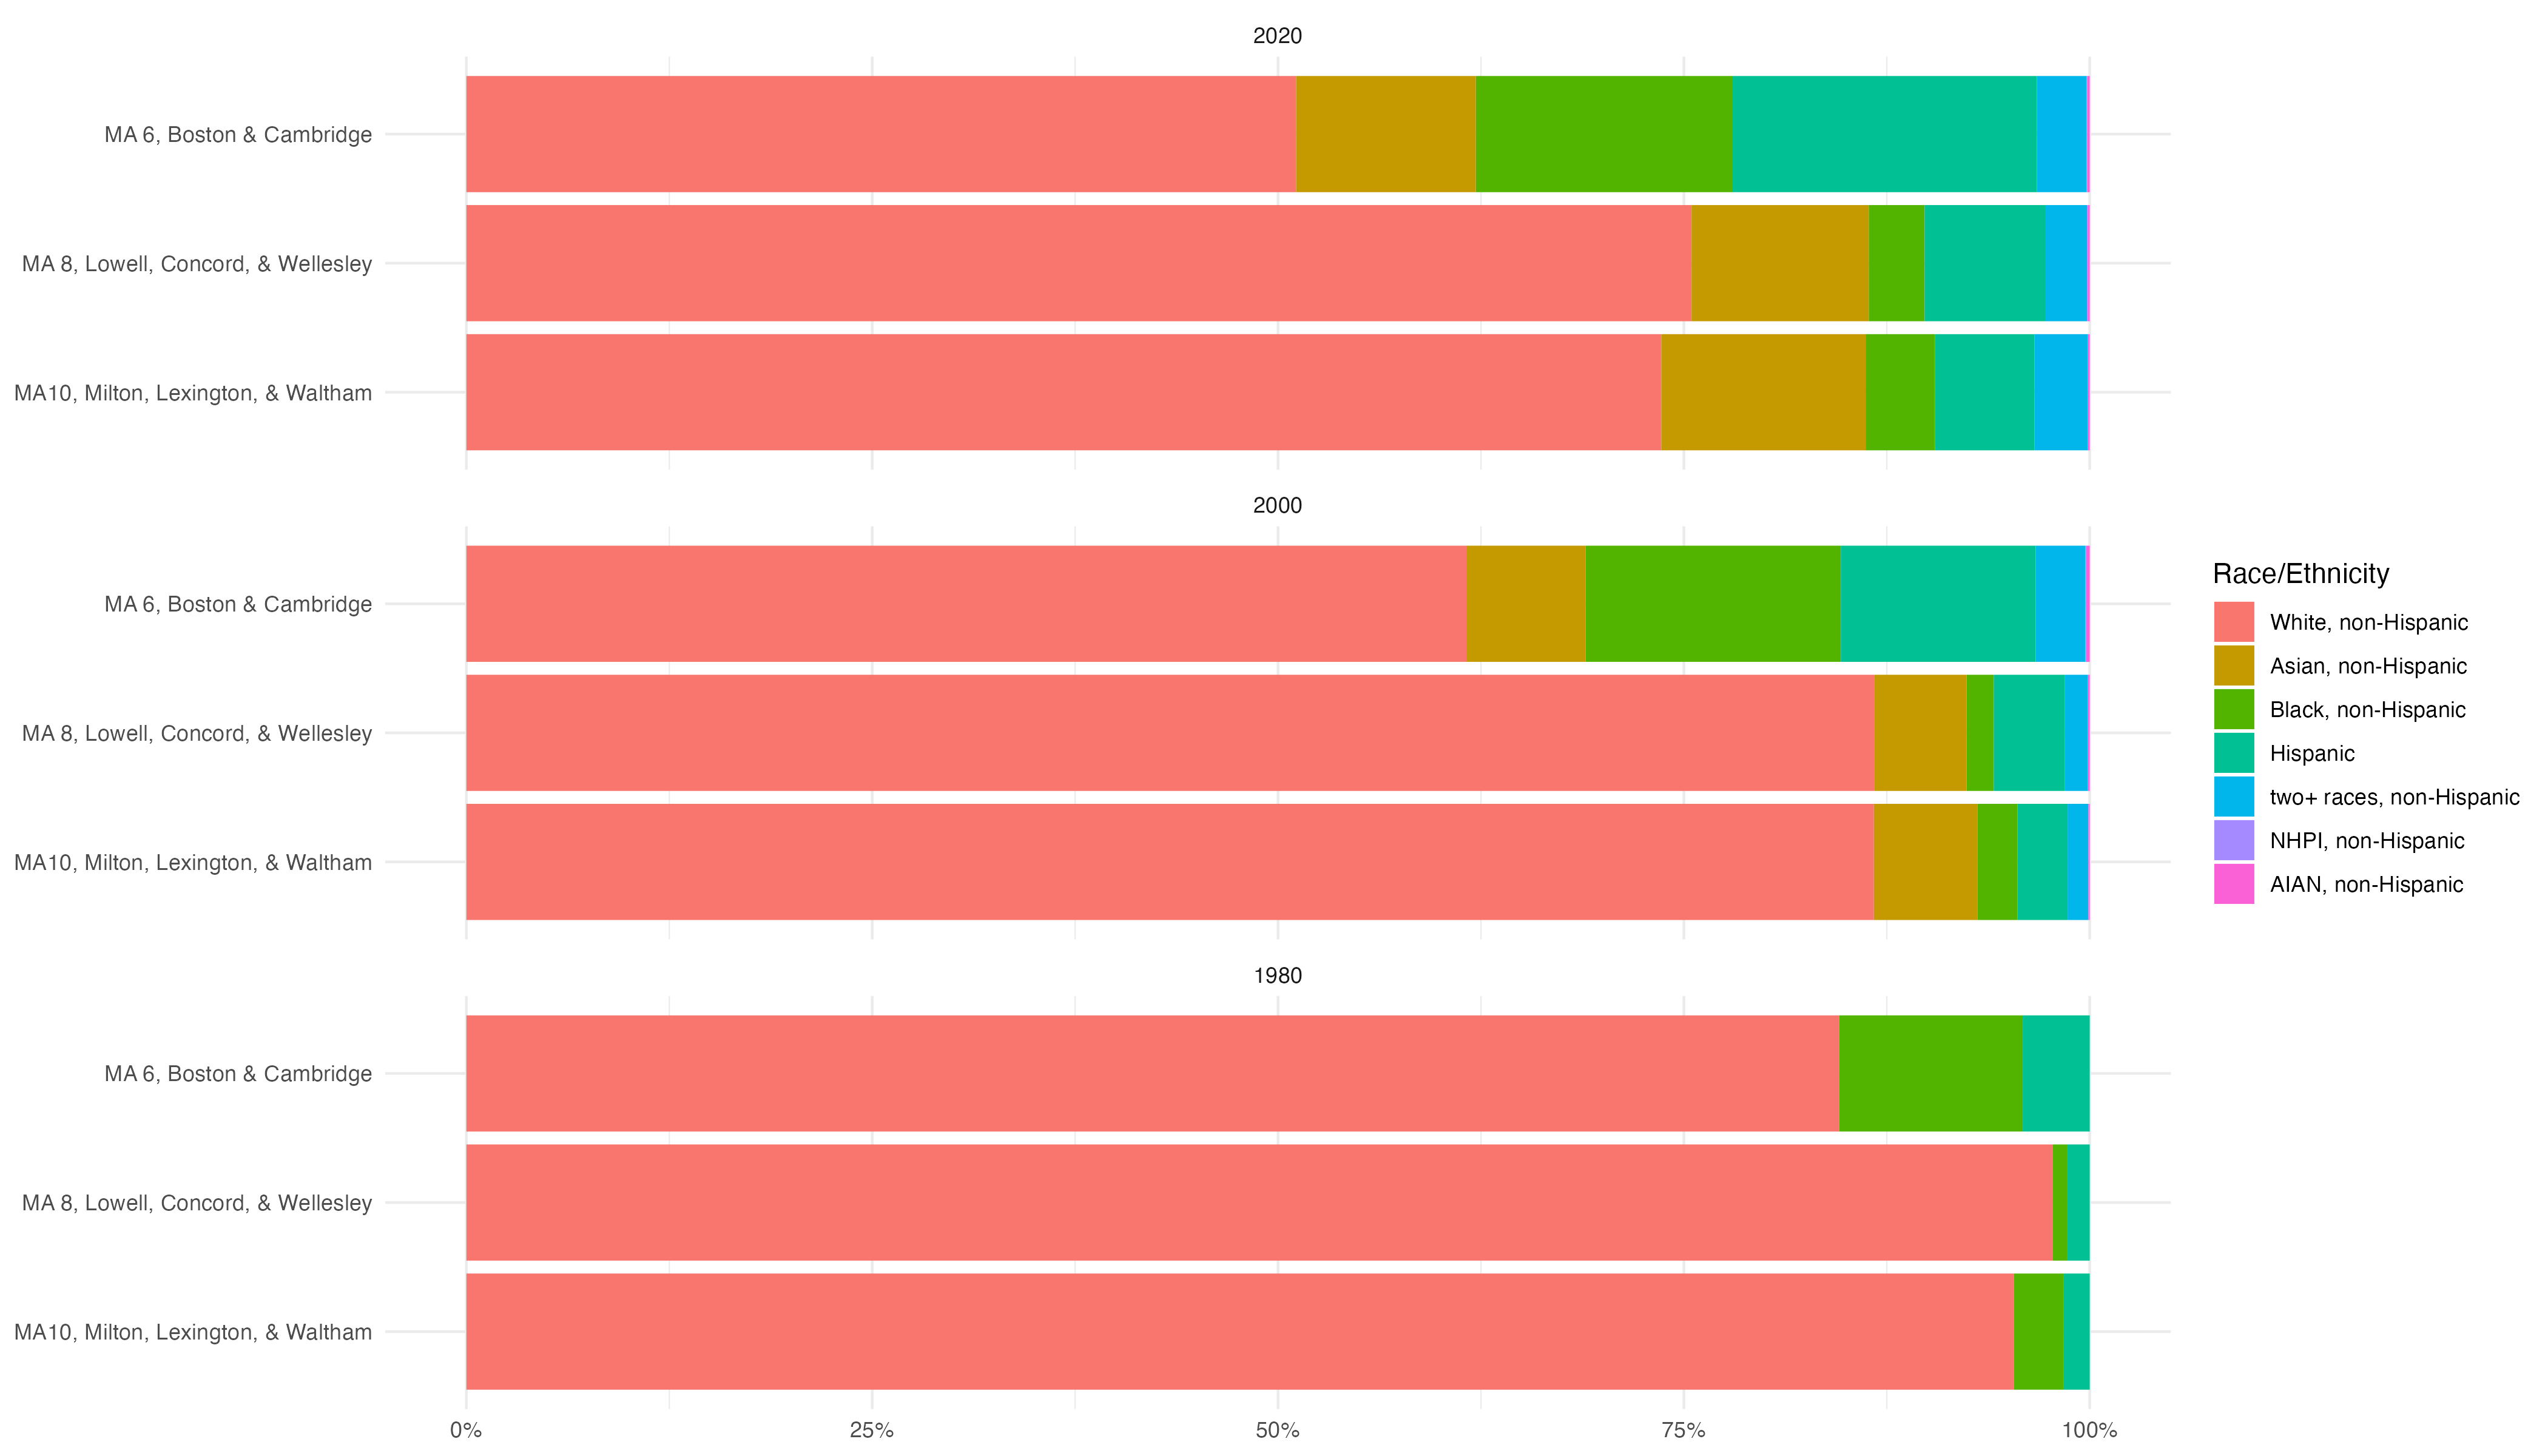 2020
MA 6, Boston & Cambridge
MA 8, Lowell, Concord, & Wellesley
MA10, Milton, Lexington, & Waltham
2000
MA 6, Boston & Cambridge
MA 8, Lowell, Concord, & Wellesley
MA10, Milton, Lexington, & Waltham
1980
MA 6, Boston & Cambridge
MA 8, Lowell, Concord, & Wellesley
MA10, Milton, Lexington, & Waltham
0% 25% 50% 75% 100%
Race/Ethnicity
White, non-Hispanic
Asian, non-Hispanic
Black, non-Hispanic
Hispanic
two+ races, non-Hispanic
NHPI, non-Hispanic
AIAN, non-Hispanic